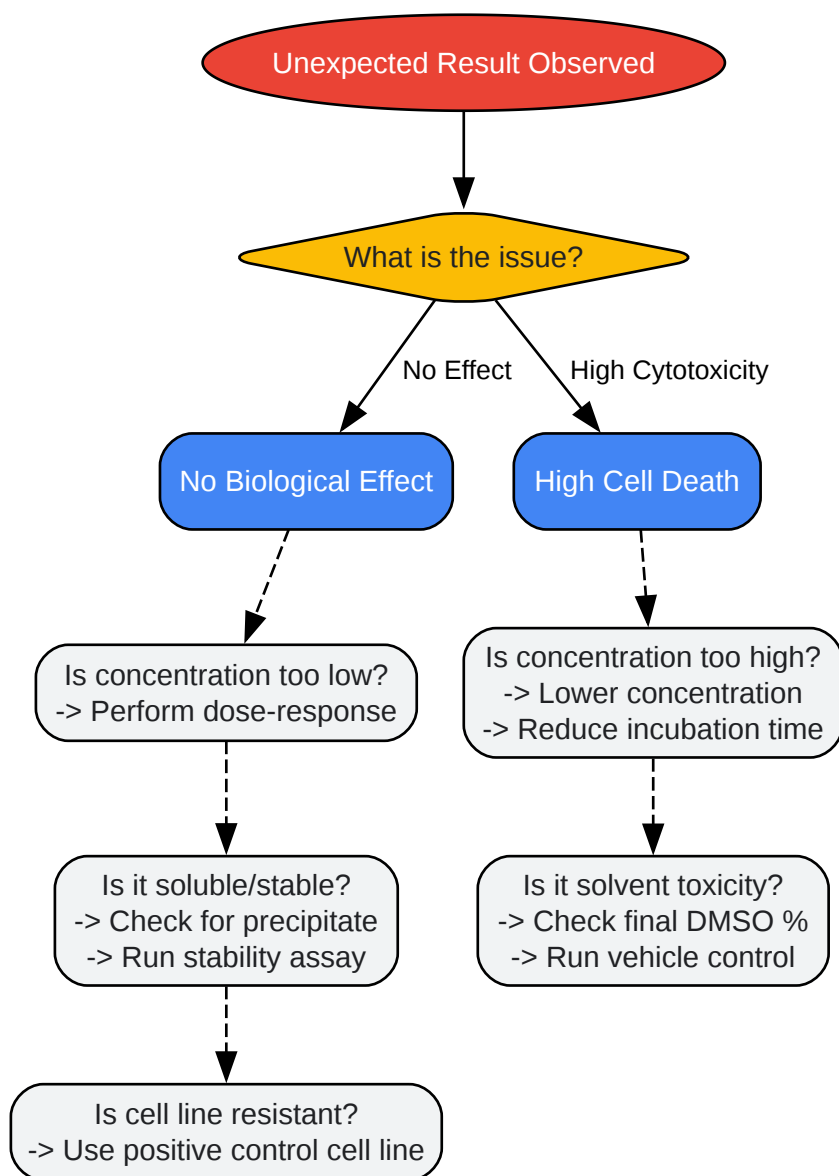 Unexpected Result Observed
What is the issue?
No Effect
High Cytotoxicity
No Biological Effect
High Cell Death
Is concentration too low?
-> Perform dose-response
Is concentration too high?
-> Lower concentration
-> Reduce incubation time
Is it soluble/stable?
-> Check for precipitate
-> Run stability assay
Is it solvent toxicity?
-> Check final DMSO %
-> Run vehicle control
Is cell line resistant?
-> Use positive control cell line